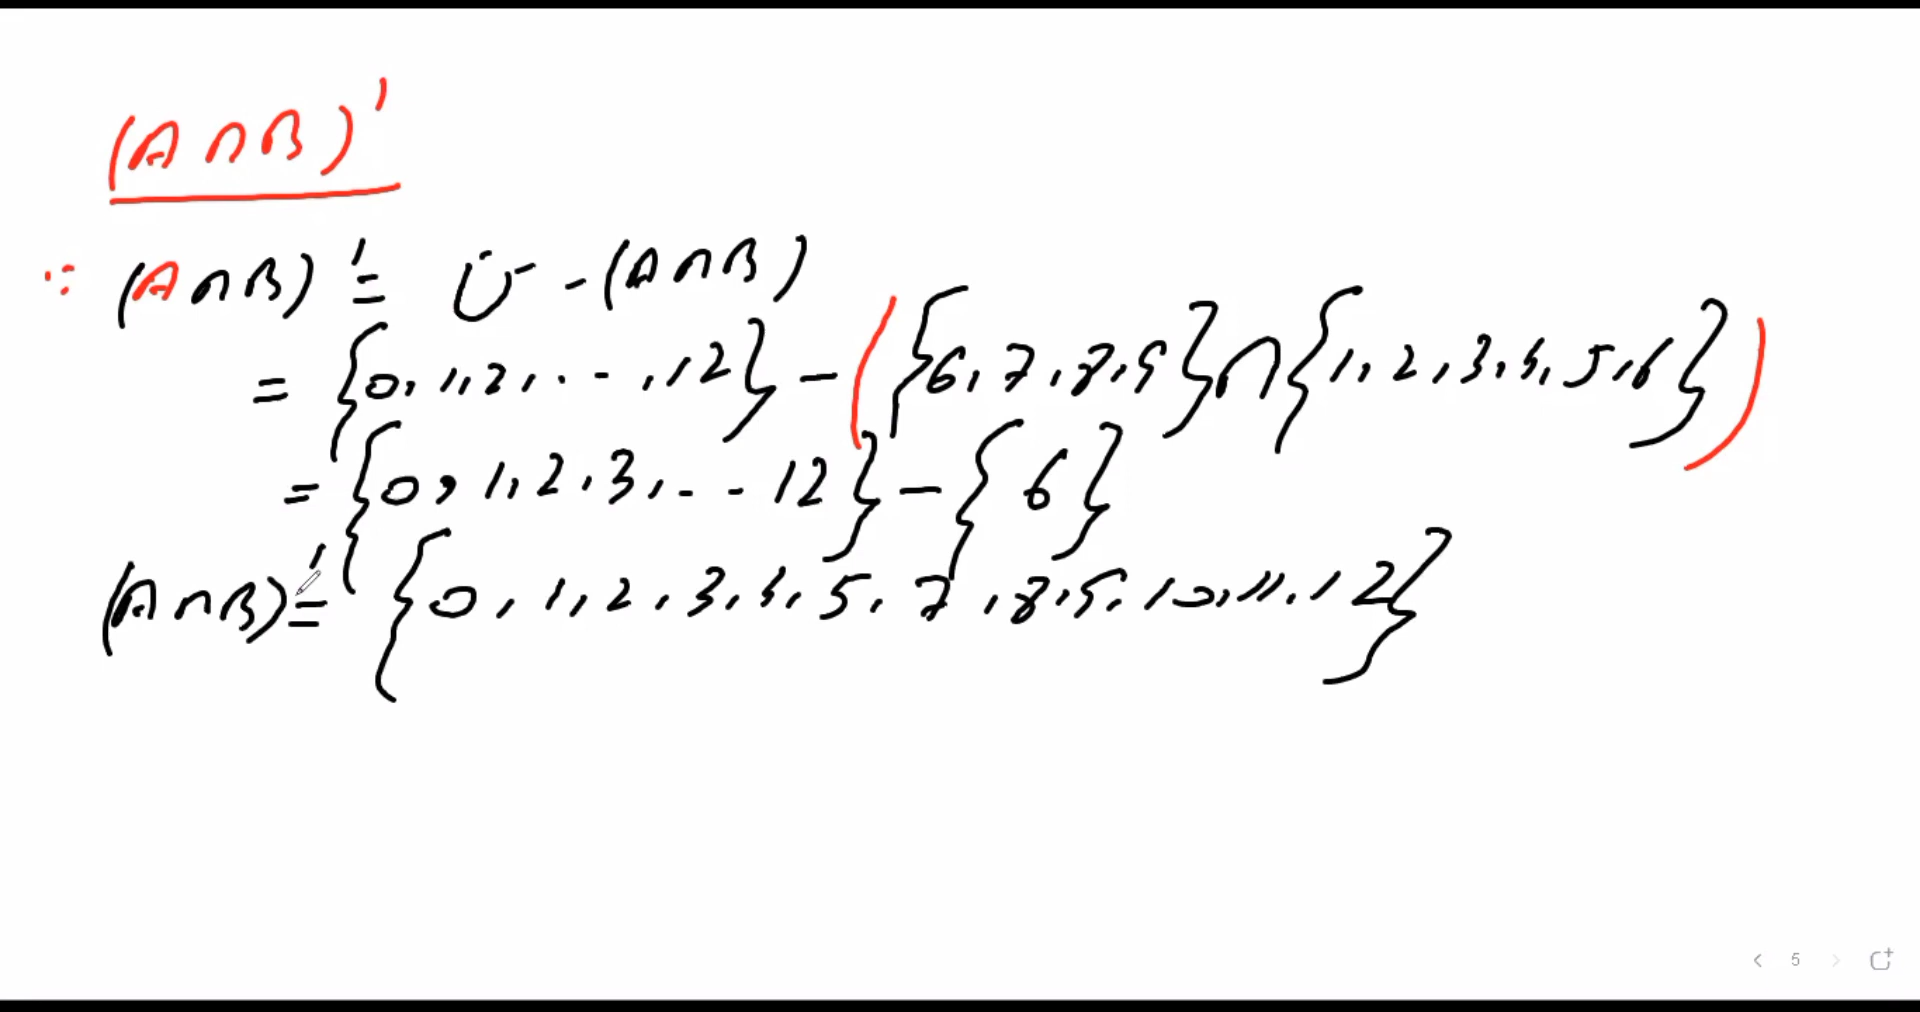 (A∩B)'
∵ (A∩B)' = U - (A∩B)
= {0, 1, 2, . - - , 12} - ({6, 7, 8, 9} ∩ {1, 2, 3, 4, 5, 6})
= {0, 1, 2, 3, . - - 12} - {6}
(A∩B)' = {0, 1, 2, 3, 4, 5, 7, 8, 9, 10, 11, 12}
5